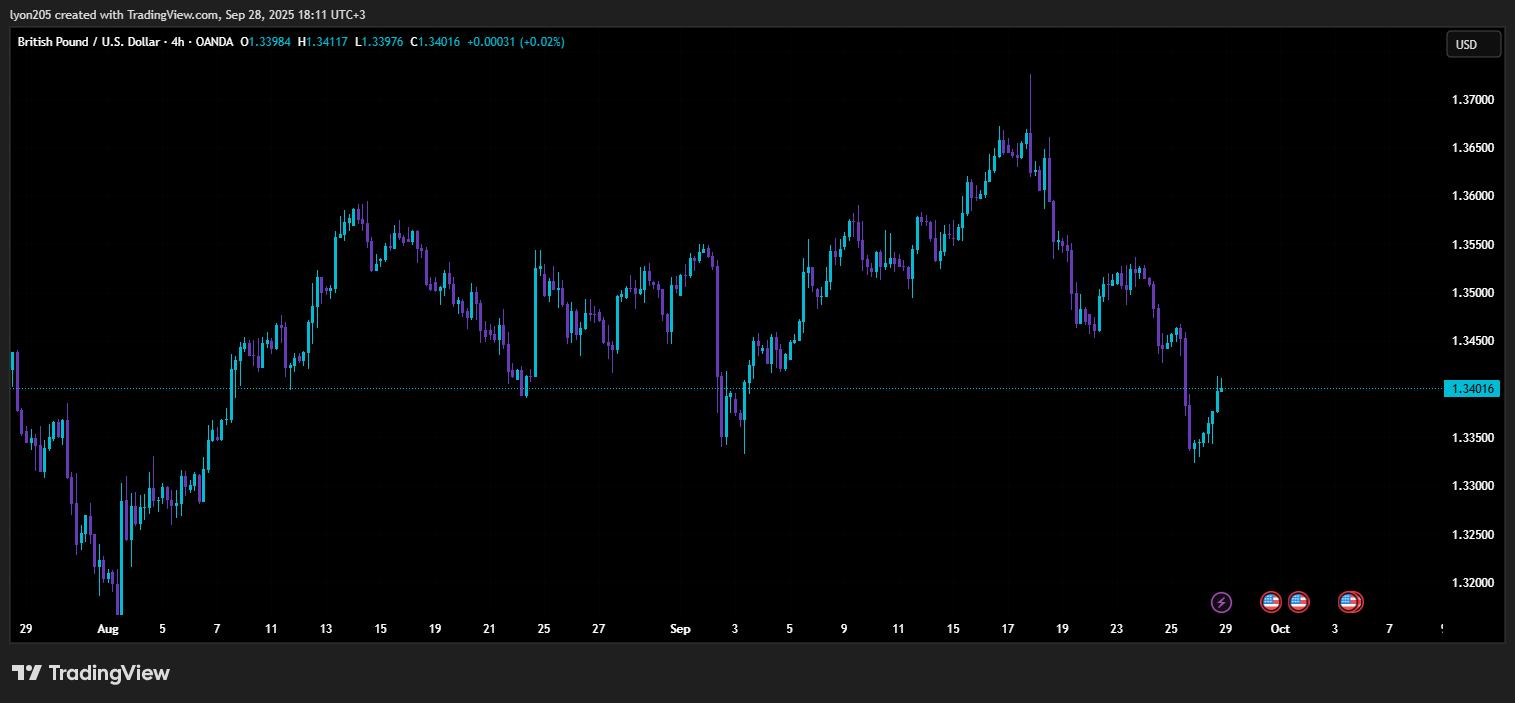 lyon205 created with TradingView.com, Sep 28, 2025 18:11 UTC+3
British Pound / U.S. Dollar · 4h · OANDA O1.33984 H1.34117 L1.33976 C1.34016 +0.00031 (+0.02%)
USD
1.37000
1.36500
1.36000
1.35500
1.35000
1.34500
1.34016
1.33500
1.33000
1.32500
1.32000
29 Aug 5 7 11 13 15 19 21 25 27 Sep 3 5 9 11 15 17 19 23 25 29 Oct 3 7
TradingView